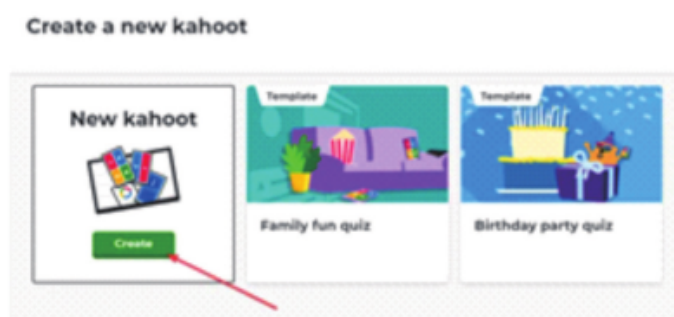 Create a new kahoot
New kahoot
Create
Template
Family fun quiz
Template
Birthday party quiz